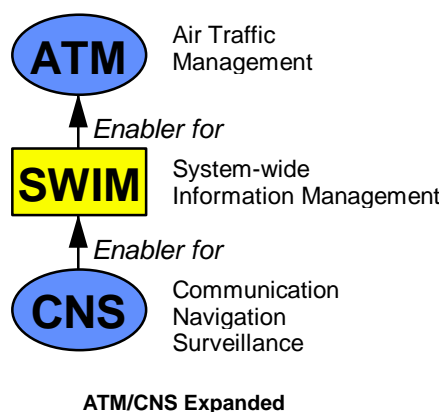 ATM
Air Traffic
Management
Enabler for
SWIM
System-wide
Information Management
Enabler for
CNS
Communication
Navigation
Surveillance
ATM/CNS Expanded